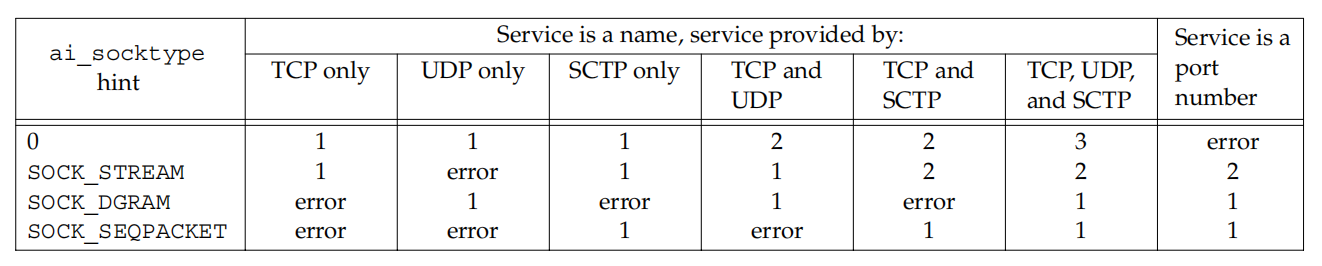 ai_socktype hint | Service is a name, service provided by: | Service is a port number
TCP only | UDP only | SCTP only | TCP and UDP | TCP and SCTP | TCP, UDP, and SCTP
0 | 1 | 1 | 1 | 2 | 2 | 3 | error
SOCK_STREAM | 1 | error | 1 | 1 | 2 | 2 | 2
SOCK_DGRAM | error | 1 | error | 1 | error | 1 | 1
SOCK_SEQPACKET | error | error | 1 | error | 1 | 1 | 1